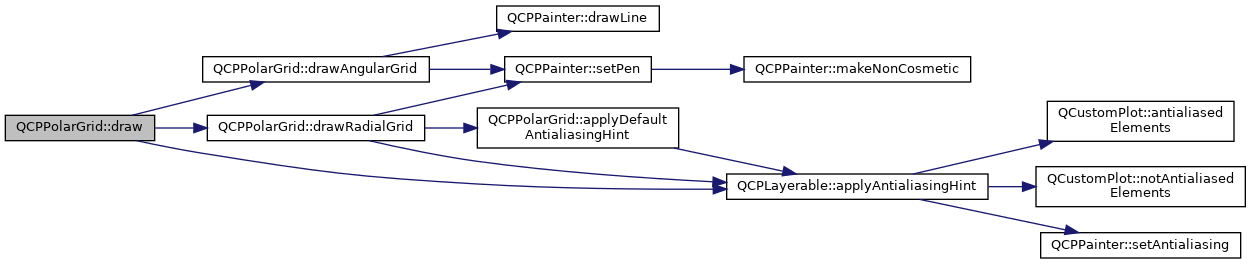 QCPPainter::drawLine
QCPPolarGrid::drawAngularGrid
QCPPainter::setPen
QCPPainter::makeNonCosmetic
QCPPolarGrid::draw
QCPPolarGrid::drawRadialGrid
QCPPolarGrid::applyDefault
AntialiasingHint
QCustomPlot::antialiased
Elements
QCPLayerable::applyAntialiasingHint
QCustomPlot::notAntialiased
Elements
QCPPainter::setAntialiasing